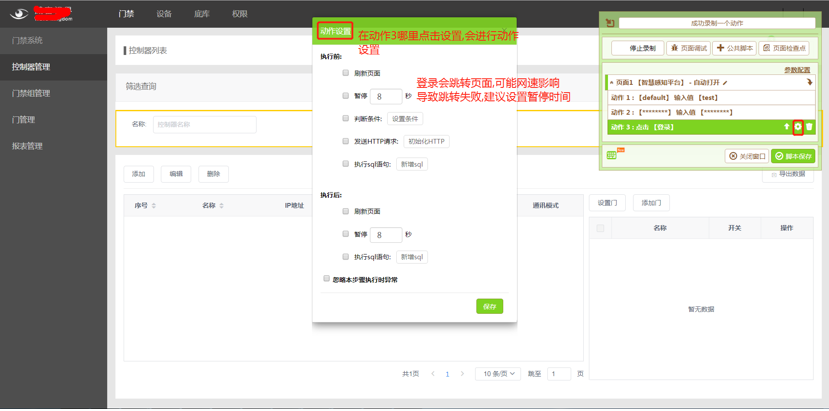 门禁
设备
底库
权限
门禁系统
控制器管理
门禁组管理
门管理
报表管理
控制器列表
筛选查询
名称
控制器名称
添加
编辑
删除
导出数据
序号
名称
IP地址
通讯模式
共1页
1
10 条/页
跳至
1
页
设置门
添加门
名称
开关
操作
暂无数据
动作设置
在动作3哪里点击设置,会进行动作
设置
执行前:
刷新页面
暂停 8 秒
登录会跳转页面,可能网速影响
导致跳转失败,建议设置暂停时间
判断条件: 设置条件
发送HTTP请求: 初始化HTTP
执行sql语句: 新增sql
执行后:
刷新页面
暂停 8 秒
执行sql语句: 新增sql
忽略本步骤执行时异常
保存
成功录制一个动作
停止录制
页面调试
公共脚本
页面检查点
参数配置
页面1 【智慧感知平台】 - 自动打开
动作 1 : 【default】 输入值 【test】
动作 2 : 【********】 输入值 【********】
动作 3 : 点击 【登录】
关闭窗口
脚本保存